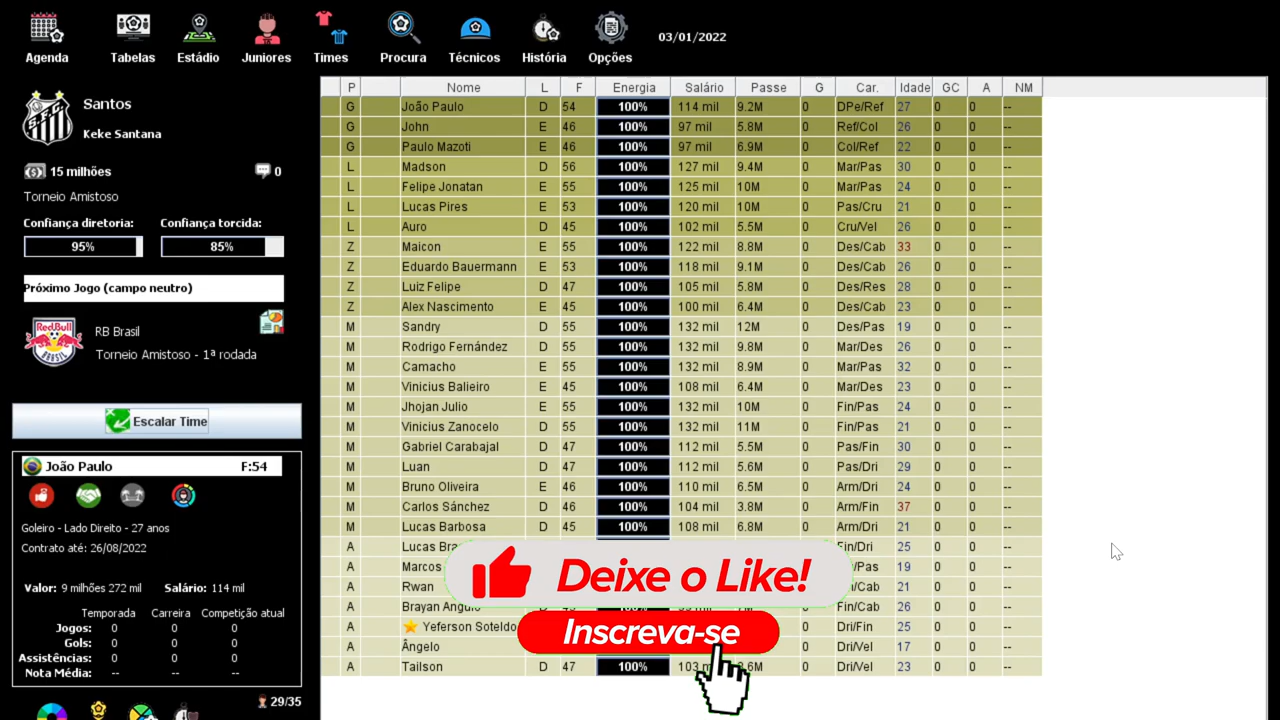 Agenda Tabelas Estádio Juniores Times Procura Técnicos História Opções 03/01/2022
Santos
Keke Santana
15 milhões 0
Torneio Amistoso
Confiança diretoria: Confiança torcida:
95% 85%
Próximo Jogo (campo neutro)
RedBull
BRASIL
RB Brasil
Torneio Amistoso - 1ª rodada
Escalar Time
João Paulo F:54
Goleiro - Lado Direito - 27 anos
Contrato até: 26/08/2022
Valor: 9 milhões 272 mil Salário: 114 mil
Temporada Carreira Competição atual
Jogos: 0 0 0
Gols: 0 0 0
Assistências: 0 0 0
Nota Média: -- -- --
29/35
P Nome L F Energia Salário Passe G Car. Idade GC A NM
G João Paulo D 54 100% 114 mil 9.2M 0 DPe/Ref 27 0 0 --
G John E 46 100% 97 mil 5.8M 0 Ref/Col 26 0 0 --
G Paulo Mazoti E 46 100% 97 mil 6.9M 0 Col/Ref 22 0 0 --
L Madson D 56 100% 127 mil 9.4M 0 Mar/Pas 30 0 0 --
L Felipe Jonatan E 55 100% 125 mil 10M 0 Mar/Pas 24 0 0 --
L Lucas Pires E 53 100% 120 mil 10M 0 Pas/Cru 21 0 0 --
L Auro D 45 100% 102 mil 5.5M 0 Cru/Vel 26 0 0 --
Z Maicon E 55 100% 122 mil 8.8M 0 Des/Cab 33 0 0 --
Z Eduardo Bauermann E 53 100% 118 mil 9.1M 0 Des/Cab 26 0 0 --
Z Luiz Felipe D 47 100% 105 mil 5.8M 0 Des/Res 28 0 0 --
Z Alex Nascimento E 45 100% 100 mil 6.4M 0 Des/Cab 23 0 0 --
M Sandry D 55 100% 132 mil 12M 0 Des/Pas 19 0 0 --
M Rodrigo Fernández D 55 100% 132 mil 9.8M 0 Mar/Des 26 0 0 --
M Camacho E 55 100% 132 mil 8.9M 0 Mar/Pas 32 0 0 --
M Vinicius Balieiro E 45 100% 108 mil 6.4M 0 Mar/Des 23 0 0 --
M Jhojan Julio E 55 100% 132 mil 10M 0 Fin/Pas 24 0 0 --
M Vinicius Zanocelo D 55 100% 132 mil 11M 0 Fin/Pas 21 0 0 --
M Gabriel Carabajal D 47 100% 112 mil 5.5M 0 Pas/Fin 30 0 0 --
M Luan D 47 100% 112 mil 5.6M 0 Pas/Dri 29 0 0 --
M Bruno Oliveira E 46 100% 110 mil 6.5M 0 Arm/Dri 24 0 0 --
M Carlos Sánchez E 46 100% 104 mil 3.8M 0 Arm/Fin 37 0 0 --
M Lucas Barbosa D 45 100% 108 mil 6.8M 0 Arm/Dri 21 0 0 --
A Lucas 25 0 0 --
A Marcos 19 0 0 --
A Rwan 21 0 0 --
A Brayan Angulo Fin/Cab 26 0 0 --
A Yeferson Soteldo Dri/Fin 25 0 0 --
A Ângelo Dri/Vel 17 0 0 --
A Tailson D 47 100% 0 Dri/Vel 23 0 0 --
Deixe o Like!
Inscreva-se